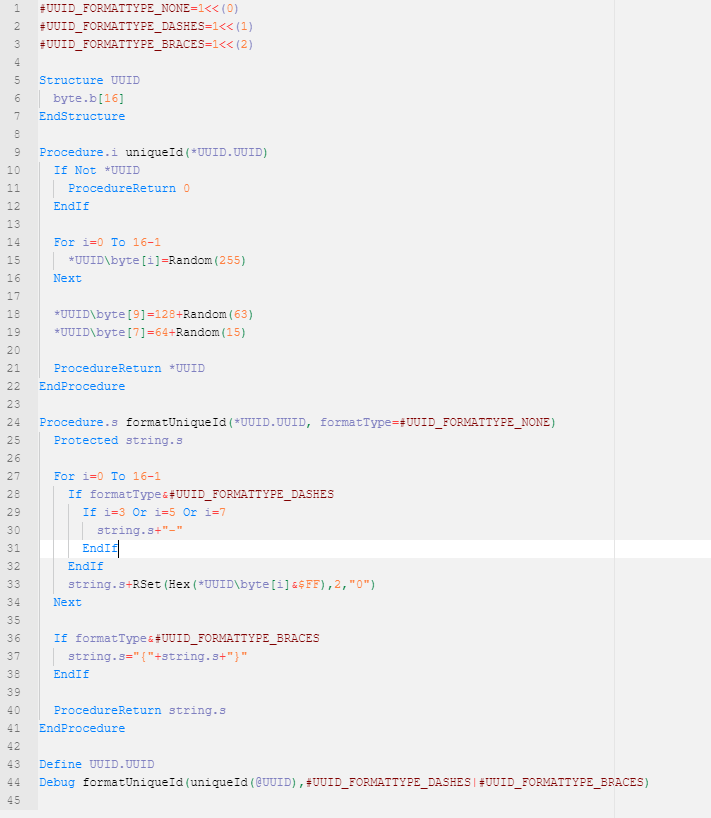 1 #UUID_FORMATTYPE_NONE=1<<(0)
2 #UUID_FORMATTYPE_DASHES=1<<(1)
3 #UUID_FORMATTYPE_BRACES=1<<(2)
4
5 Structure UUID
6   byte.b[16]
7 EndStructure
8
9 Procedure.i uniqueId(*UUID.UUID)
10   If Not *UUID
11     ProcedureReturn 0
12   EndIf
13
14   For i=0 To 16-1
15     *UUID\byte[i]=Random(255)
16   Next
17
18   *UUID\byte[9]=128+Random(63)
19   *UUID\byte[7]=64+Random(15)
20
21   ProcedureReturn *UUID
22 EndProcedure
23
24 Procedure.s formatUniqueId(*UUID.UUID, formatType=#UUID_FORMATTYPE_NONE)
25   Protected string.s
26
27   For i=0 To 16-1
28     If formatType&#UUID_FORMATTYPE_DASHES
29       If i=3 Or i=5 Or i=7
30         string.s+"-"
31       EndIf
32     EndIf
33     string.s+RSet(Hex(*UUID\byte[i]&$FF),2,"0")
34   Next
35
36   If formatType&#UUID_FORMATTYPE_BRACES
37     string.s="{"+string.s+"}"
38   EndIf
39
40   ProcedureReturn string.s
41 EndProcedure
42
43 Define UUID.UUID
44 Debug formatUniqueId(uniqueId(@UUID),#UUID_FORMATTYPE_DASHES|#UUID_FORMATTYPE_BRACES)
45